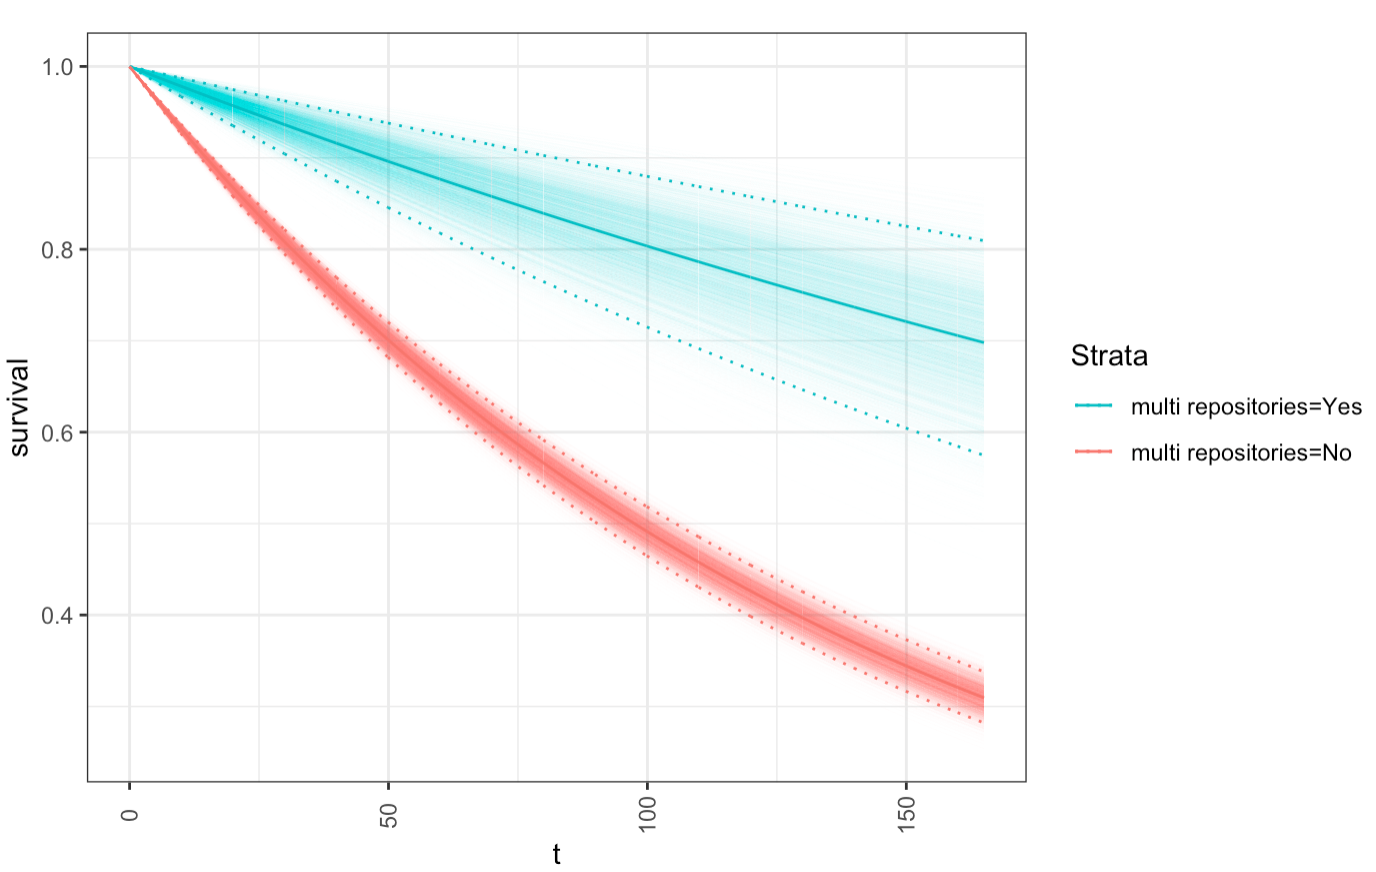 1.0
0.8
0.6
0.4
survival
0
50
100
150
t
Strata
multi repositories=Yes
multi repositories=No